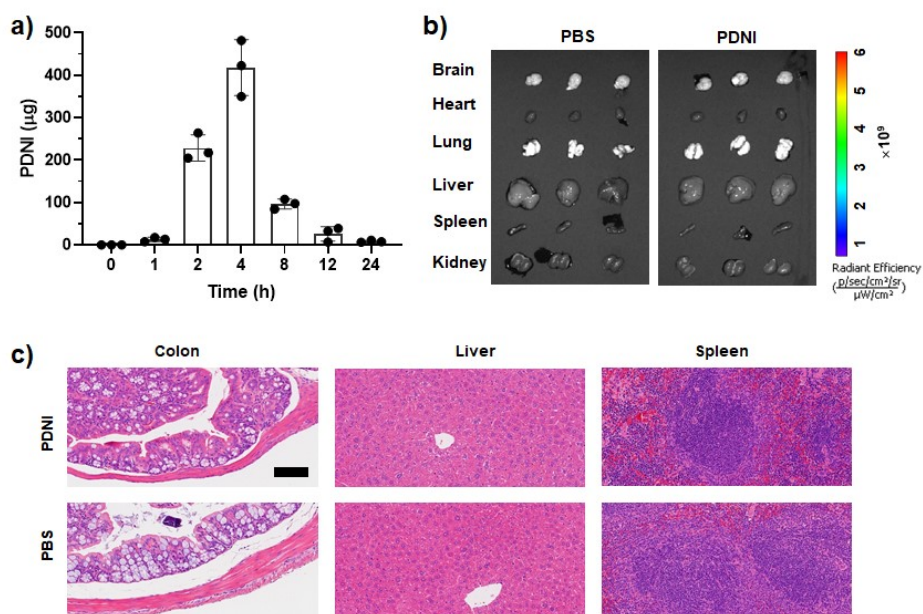 a)
500
400
300
200
100
0
PDNI (µg)
0 1 2 4 8 12 24
Time (h)
b)
PBS PDNI
Brain
Heart
Lung
Liver
Spleen
Kidney
6
5
4
3
2
1
×10⁹
Radiant Efficiency
(p/sec/cm²/sr
µW/cm²)
c)
Colon Liver Spleen
PDNI
PBS